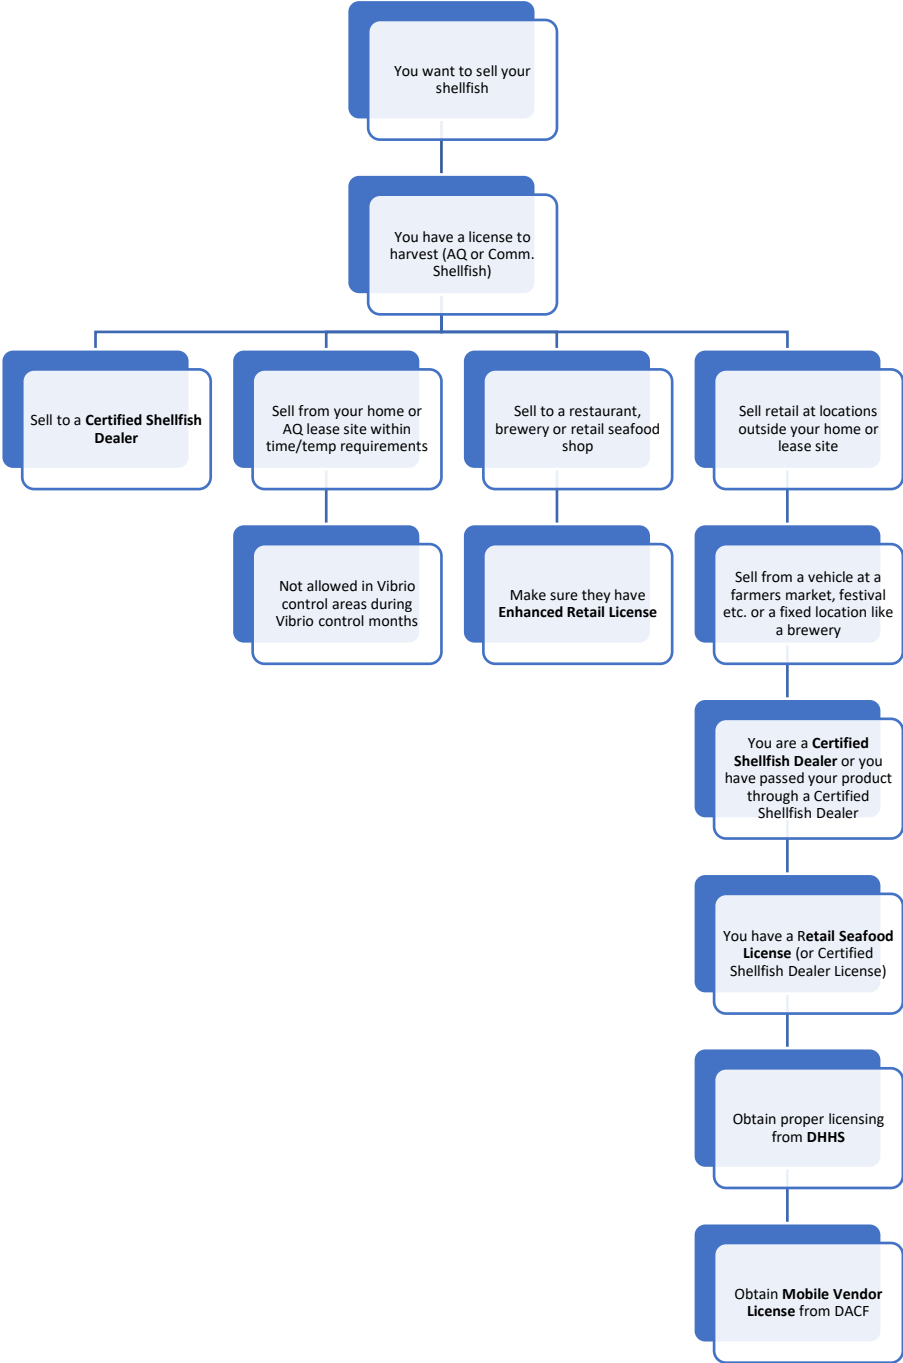 You want to sell your
shellfish
You have a license to
harvest (AQ or Comm.
Shellfish)
Sell to a Certified Shellfish
Dealer
Sell from your home or
AQ lease site within
time/temp requirements
Sell to a restaurant,
brewery or retail seafood
shop
Sell retail at locations
outside your home or
lease site
Not allowed in Vibrio
control areas during
Vibrio control months
Make sure they have
Enhanced Retail License
Sell from a vehicle at a
farmers market, festival
etc. or a fixed location like
a brewery
You are a Certified
Shellfish Dealer or you
have passed your product
through a Certified
Shellfish Dealer
You have a Retail Seafood
License (or Certified
Shellfish Dealer License)
Obtain proper licensing
from DHHS
Obtain Mobile Vendor
License from DACF